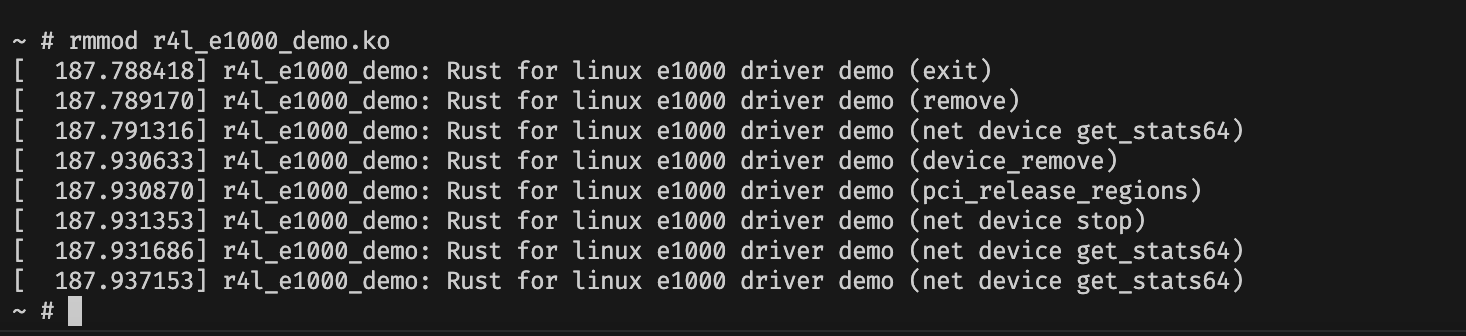 ~ # rmmod r4l_e1000_demo.ko
[  187.788418] r4l_e1000_demo: Rust for linux e1000 driver demo (exit)
[  187.789170] r4l_e1000_demo: Rust for linux e1000 driver demo (remove)
[  187.791316] r4l_e1000_demo: Rust for linux e1000 driver demo (net device get_stats64)
[  187.930633] r4l_e1000_demo: Rust for linux e1000 driver demo (device_remove)
[  187.930870] r4l_e1000_demo: Rust for linux e1000 driver demo (pci_release_regions)
[  187.931353] r4l_e1000_demo: Rust for linux e1000 driver demo (net device stop)
[  187.931686] r4l_e1000_demo: Rust for linux e1000 driver demo (net device get_stats64)
[  187.937153] r4l_e1000_demo: Rust for linux e1000 driver demo (net device get_stats64)
~ #